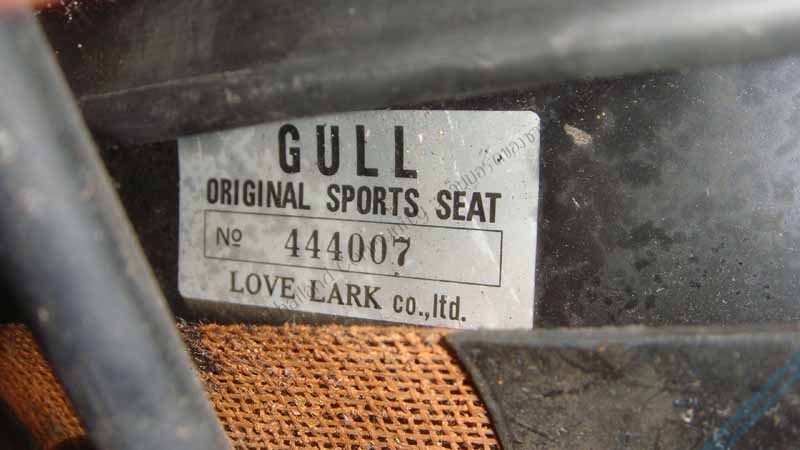 GULL
ORIGINAL SPORTS SEAT
No 444007
LOVE LARK co.,ltd.